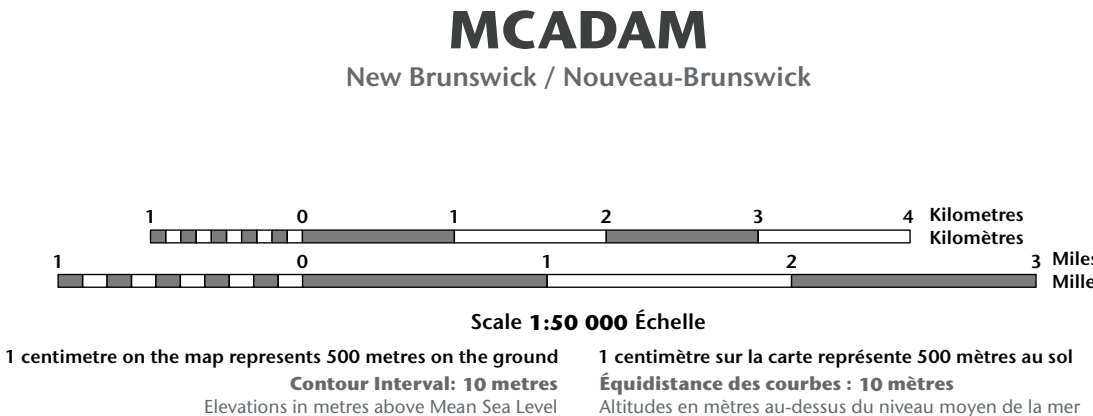 MCADAM
New Brunswick / Nouveau-Brunswick
1 0 1 2 3 4 Kilometres
Kilomètres
1 0 1 2 3 Miles
Mille
Scale 1:50 000 Échelle
1 centimetre on the map represents 500 metres on the ground
Contour Interval: 10 metres
Elevations in metres above Mean Sea Level
1 centimètre sur la carte représente 500 mètres au sol
Équidistance des courbes : 10 mètres
Altitudes en mètres au-dessus du niveau moyen de la mer